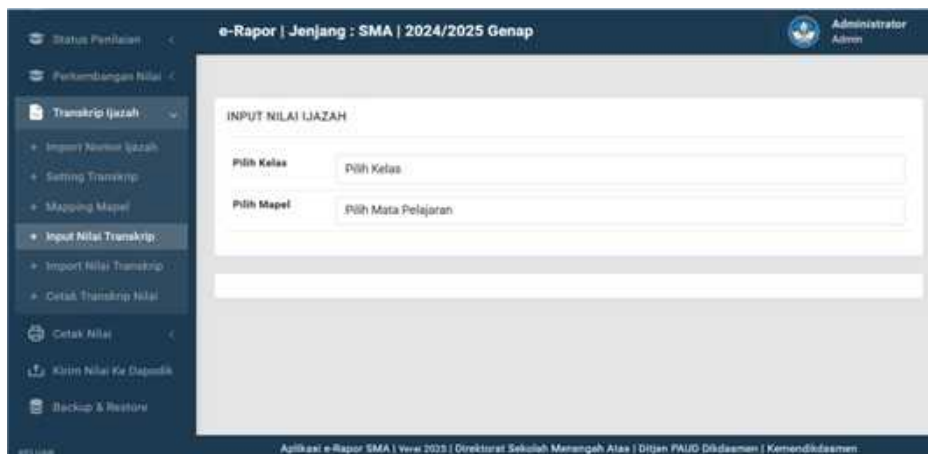 e-Rapor | Jenjang : SMA | 2024/2025 Genap
Administrator
Admin
Status Penilaian
Perkembangan Nilai
Transkrip Ijazah
Import Nomor Ijazah
Setting Transkrip
Mapping Mapel
Input Nilai Transkrip
Import Nilai Transkrip
Cetak Transkrip Nilai
Cetak Nilai
Kirim Nilai Ke Dapodik
Backup & Restore
INPUT NILAI IJAZAH
Pilih Kelas
Pilih Kelas
Pilih Mapel
Pilih Mata Pelajaran
Aplikasi e-Rapor SMA | Versi 2025 | Direktorat Sekolah Menengah Atas | Ditjen PAUD Dikdasmen | Kemendikdasmen